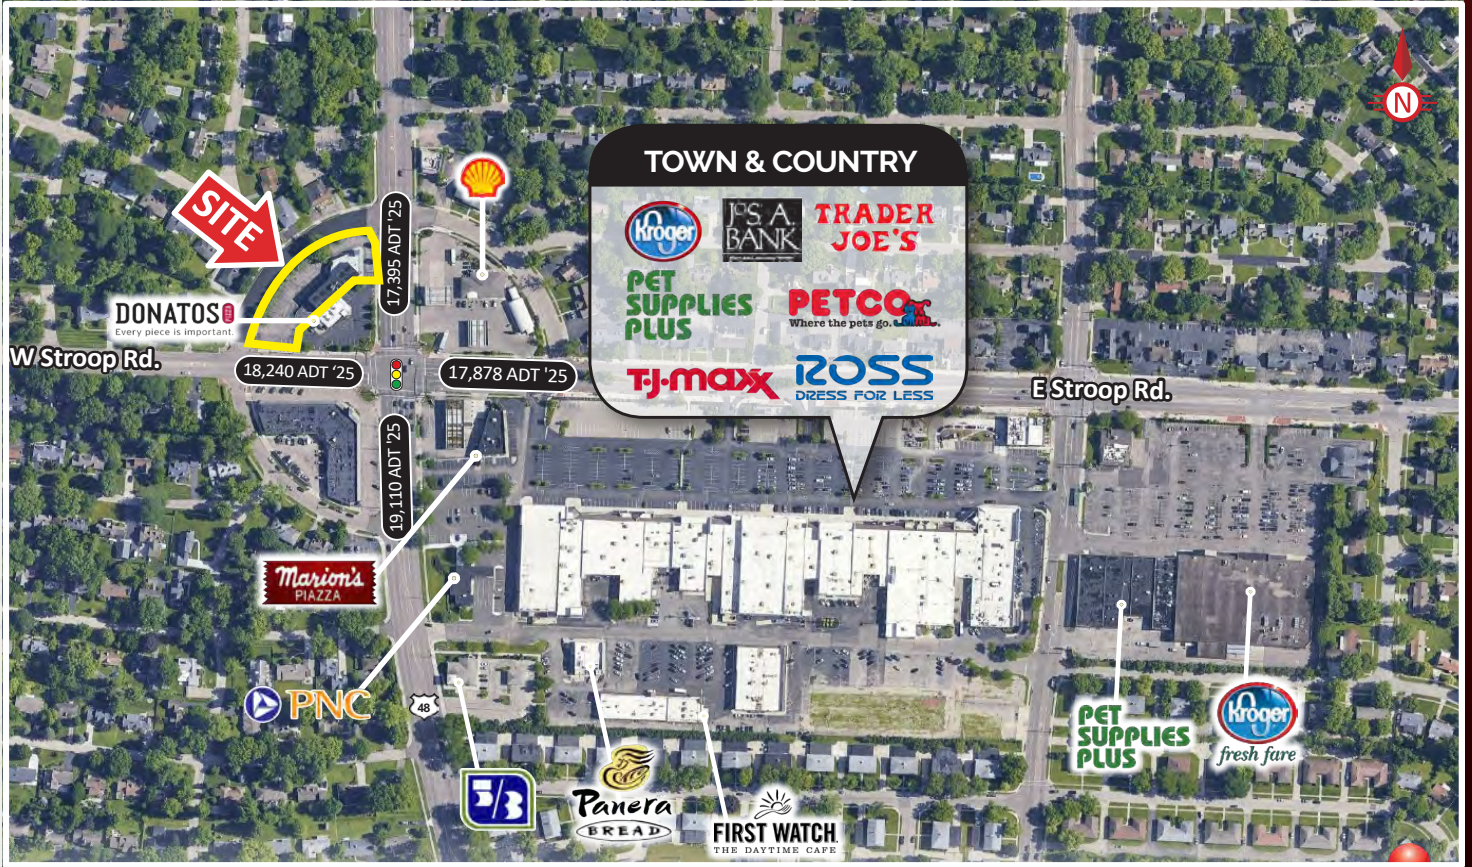 N
TOWN & COUNTRY
Kroger
JOS. A.
BANK
TRADER
JOE'S
PET
SUPPLIES
PLUS
PETCO
Where the pets go.
T·J·maxx
ROSS
DRESS FOR LESS
SITE
17,395 ADT '25
DONATOS
PIZZA
Every piece is important.
W Stroop Rd.
18,240 ADT ‘25
17,878 ADT '25
E Stroop Rd.
19,110 ADT '25
Marion's
PIAZZA
PNC
48
5/3
Panera
BREAD
FIRST WATCH.
THE DAYTIME CAFE
PET
SUPPLIES
PLUS
Kroger
fresh fare